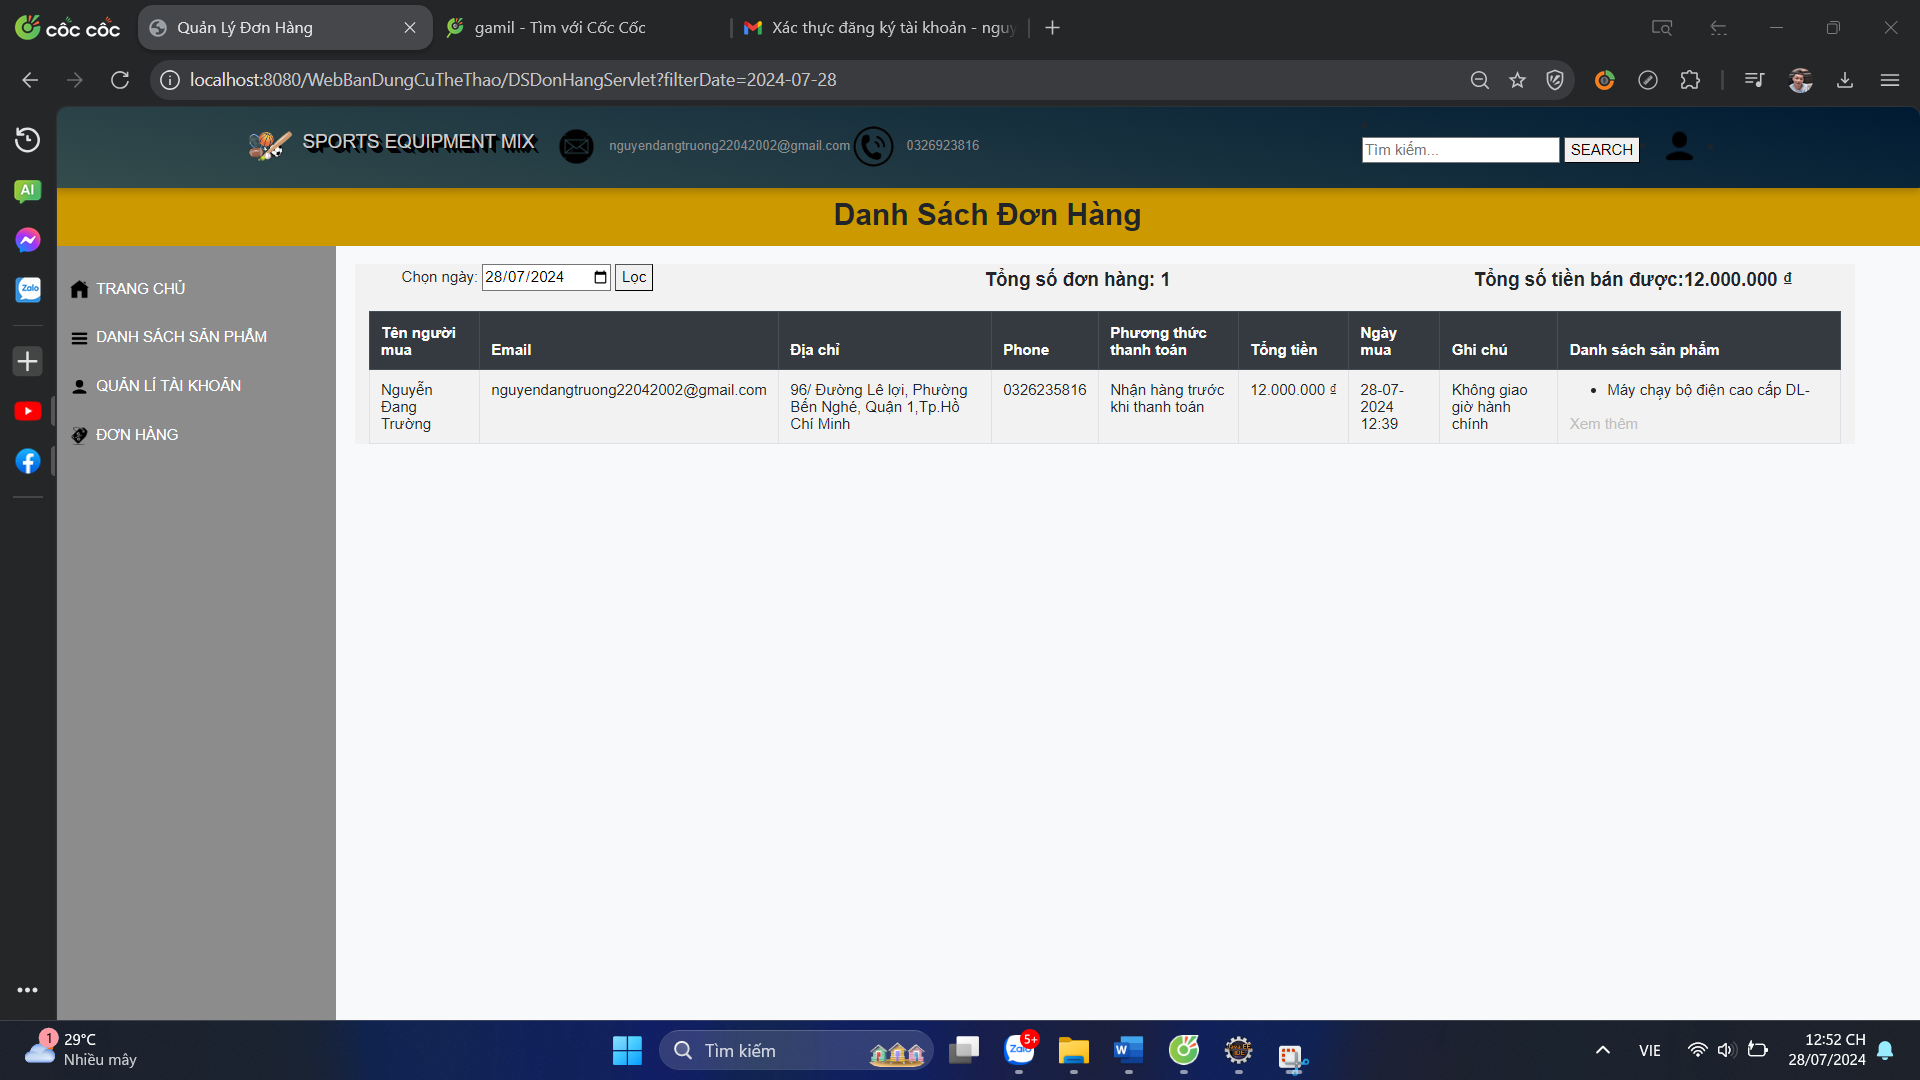 cốc cốc
Quản Lý Đơn Hàng
gamil - Tìm với Cốc Cốc
Xác thực đăng ký tài khoản - nguy
localhost:8080/WebBanDungCuTheThao/DSDonHangServlet?filterDate=2024-07-28
AI
Zalo
SPORTS EQUIPMENT MIX
nguyendangtruong22042002@gmail.com
0326923816
Tìm kiếm...
SEARCH
Danh Sách Đơn Hàng
TRANG CHỦ
DANH SÁCH SẢN PHẨM
QUẢN LÍ TÀI KHOẢN
ĐƠN HÀNG
Chọn ngày: 28/07/2024 Lọc
Tổng số đơn hàng: 1
Tổng số tiền bán được:12.000.000 ₫
Tên người
mua
Email
Địa chỉ
Phone
Phương thức
thanh toán
Tổng tiền
Ngày
mua
Ghi chú
Danh sách sản phẩm
Nguyễn
Đang
Trường
nguyendangtruong22042002@gmail.com
96/ Đường Lê lợi, Phường
Bến Nghé, Quận 1,Tp.Hồ
Chí Minh
0326235816
Nhận hàng trước
khi thanh toán
12.000.000 ₫
28-07-
2024
12:39
Không giao
giờ hành
chính
• Máy chạy bộ điện cao cấp DL-
Xem thêm
1
29°C
Nhiều mây
Tìm kiếm
Zalo
5+
W
VIE
12:52 CH
28/07/2024